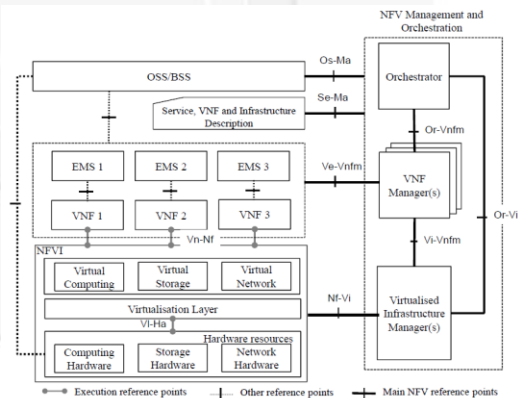 NFV Management and
Orchestration
Os-Ma
OSS/BSS
Orchestrator
Se-Ma
Service, VNF and Infrastructure
Description
Or-Vnfm
EMS 1
EMS 2
EMS 3
Ve-Vnfm
VNF
Manager(s)
VNF 1
VNF 2
VNF 3
Or-Vi
Vn-Nf
NFVI
Vi-Vnfm
Virtual
Computing
Virtual
Storage
Virtual
Network
Nf-Vi
Virtualisation Layer
Virtualised
Infrastructure
Manager(s)
Vl-Ha
Hardware resources
Computing
Hardware
Storage
Hardware
Network
Hardware
Execution reference points
Other reference points
Main NFV reference points